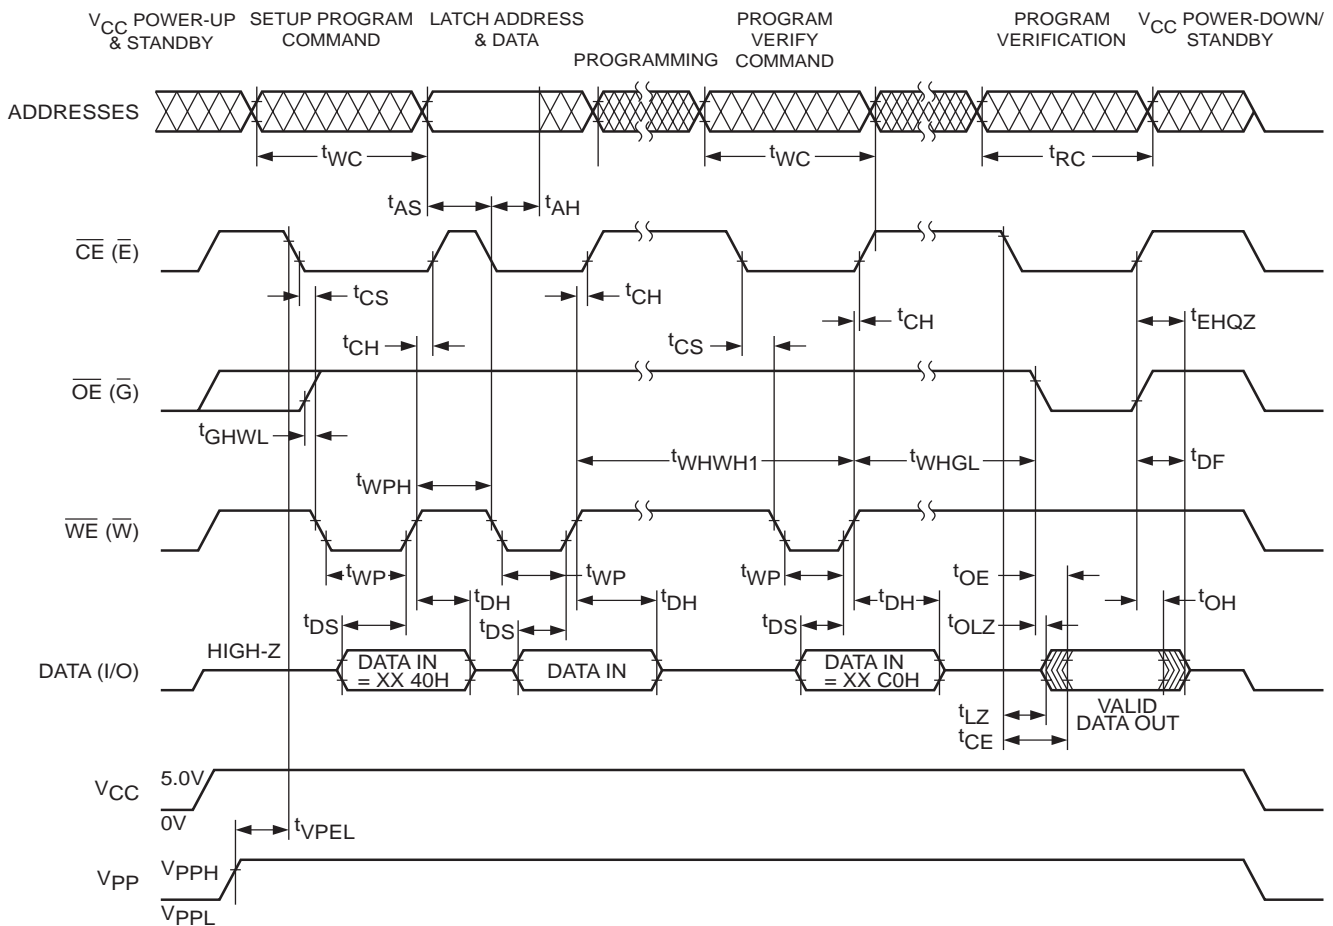 VCC POWER-UP & STANDBY
SETUP PROGRAM COMMAND
LATCH ADDRESS & DATA
PROGRAMMING
PROGRAM VERIFY COMMAND
PROGRAM VERIFICATION
VCC POWER-DOWN/ STANDBY
ADDRESSES
tWC
tWC
tRC
tAS
tAH
CE (E)
tCS
tCH
tCH
tEHQZ
tCH
tCS
OE (G)
tGHWL
tWHWH1
tWHGL
tDF
tWPH
WE (W)
tWP
tWP
tWP
tOE
tDH
tDH
tDH
tOH
tDS
tDS
tDS
tOLZ
DATA (I/O)
HIGH-Z
DATA IN = XX 40H
DATA IN
DATA IN = XX C0H
VALID DATA OUT
tLZ
tCE
VCC
5.0V
0V
tVPEL
VPP
VPPH
VPPL